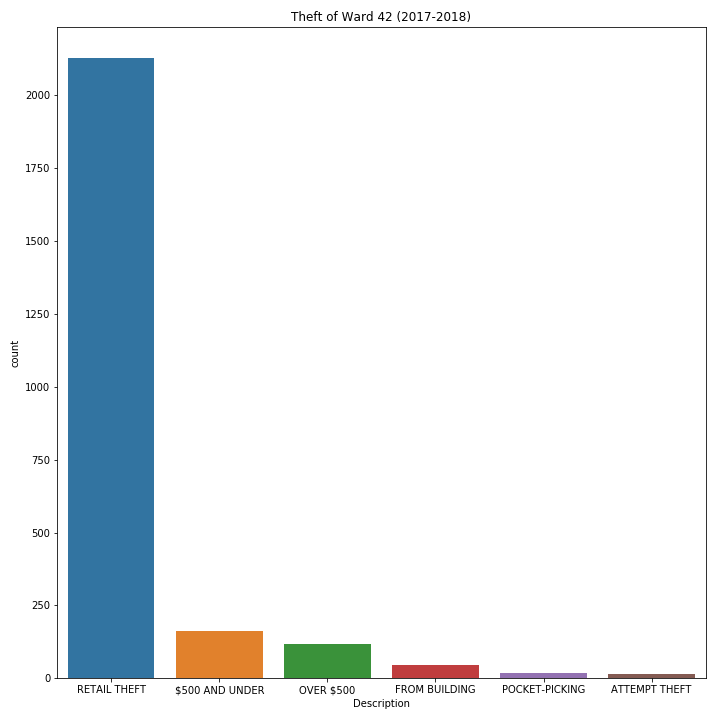 Theft of Ward 42 (2017-2018)
count
2000
1750
1500
1250
1000
750
500
250
0
RETAIL THEFT
$500 AND UNDER
OVER $500
FROM BUILDING
POCKET-PICKING
ATTEMPT THEFT
Description